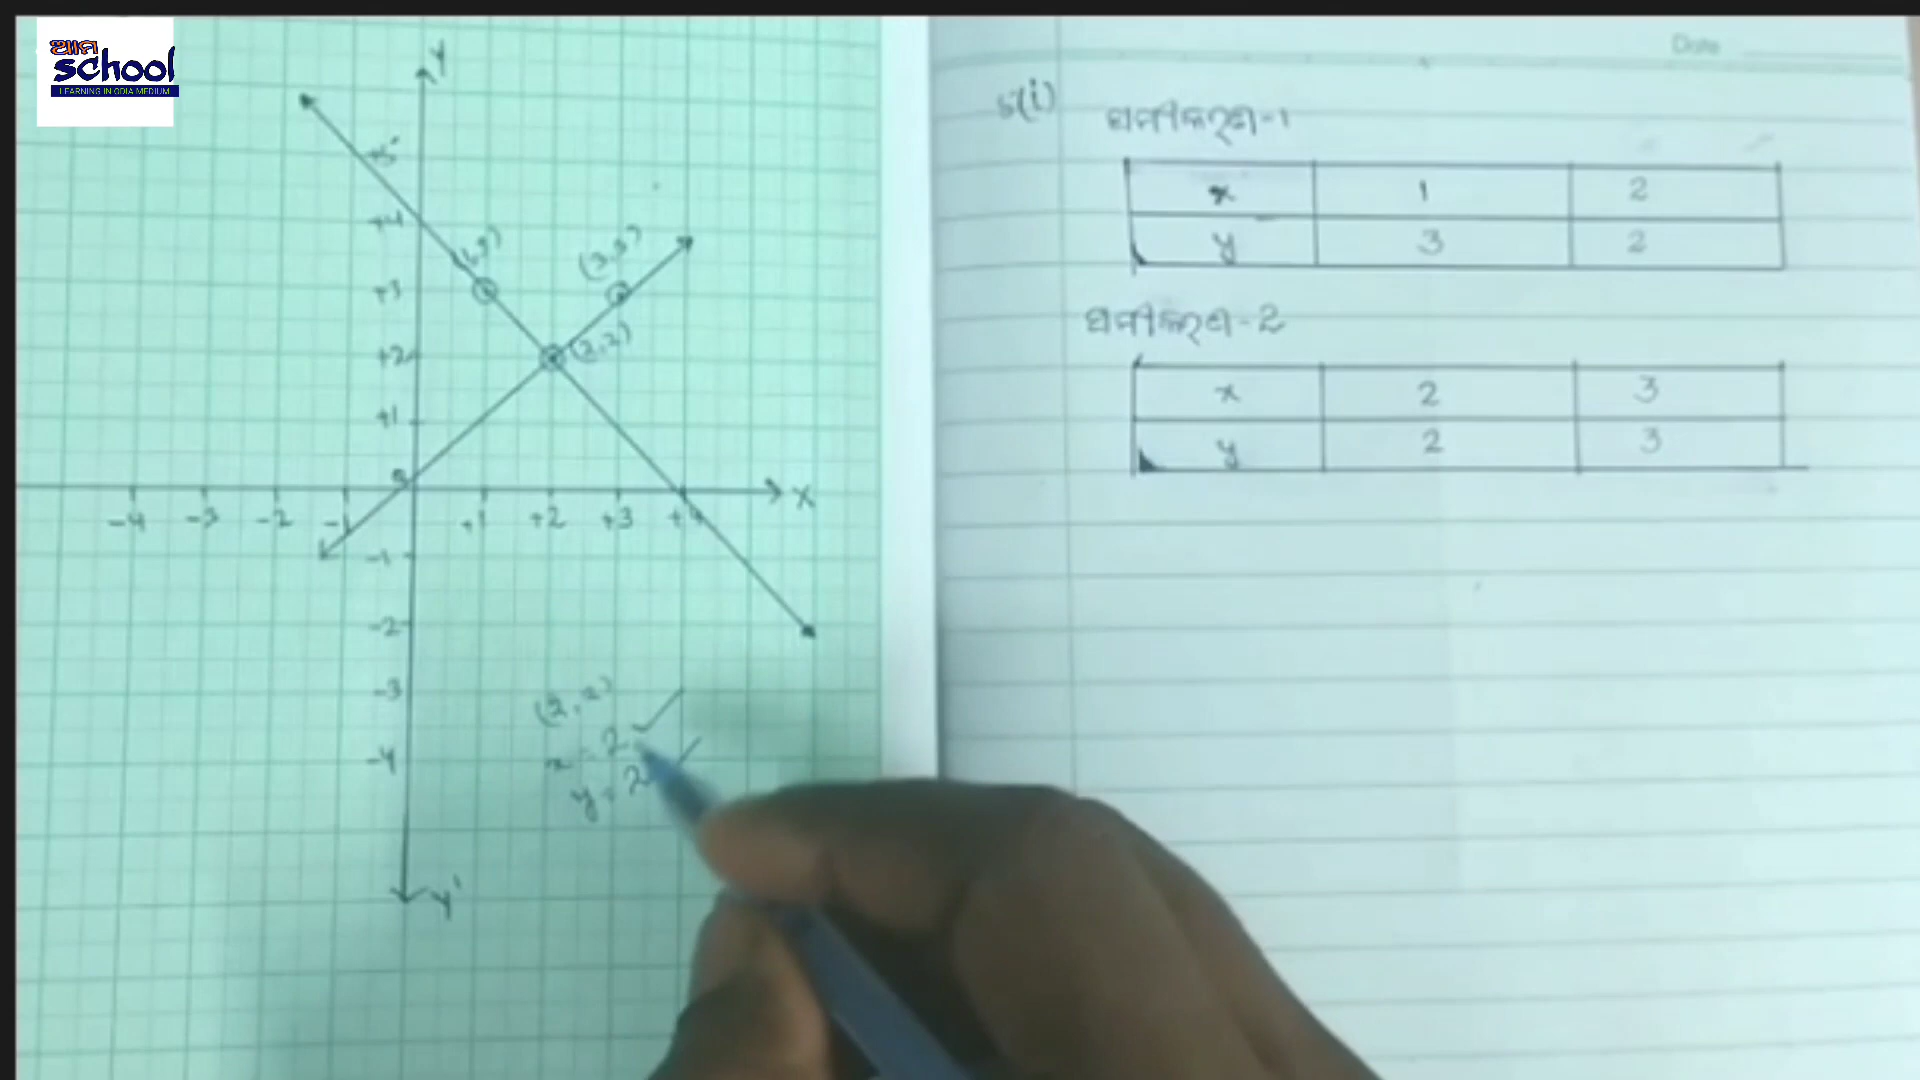 ଆମ
school
LEARNING IN ODIA MEDIUM
Y
+5
+4
(1,3)
(3,3)
+3
+2
(2,2)
+1
X
-4 -3 -2 -1 +1 +2 +3 +4
-1
-2
-3
(2,2)
x = 2
-4
y = 2
Y'
Date
5(i)
ସମୀକରଣ-1
x 1 2
y 3 2
ସମୀକରଣ-2
x 2 3
y 2 3